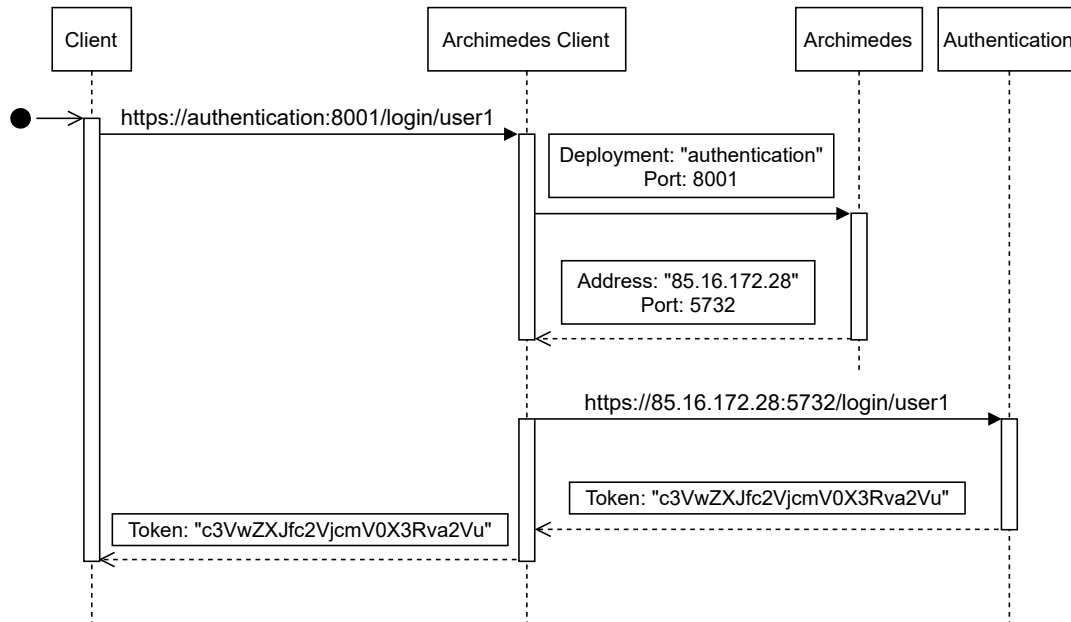 Client
Archimedes Client
Archimedes
Authentication
https://authentication:8001/login/user1
Deployment: "authentication"
Port: 8001
Address: "85.16.172.28"
Port: 5732
https://85.16.172.28:5732/login/user1
Token: "c3VwZXJfc2VjcmV0X3Rva2Vu"
Token: "c3VwZXJfc2VjcmV0X3Rva2Vu"